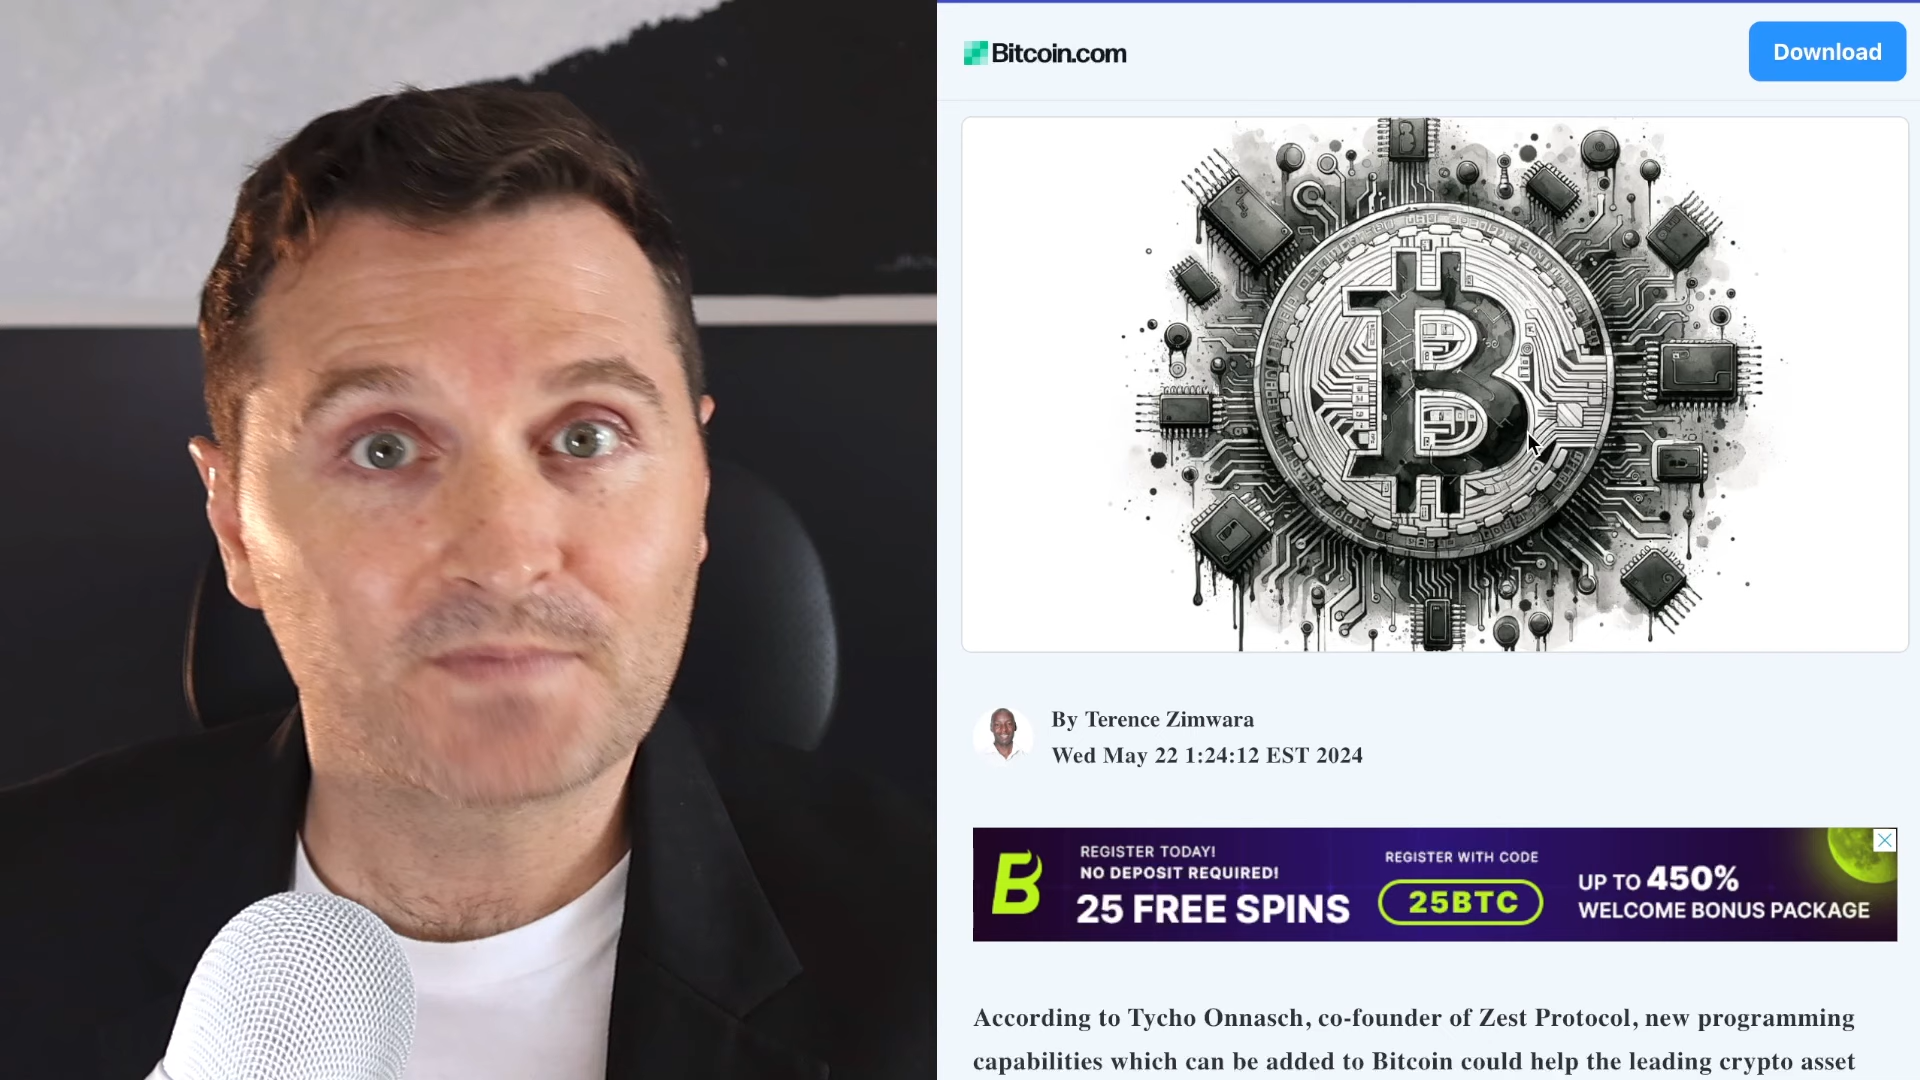 Bitcoin.com
Download
By Terence Zimwara
Wed May 22 1:24:12 EST 2024
REGISTER TODAY!
NO DEPOSIT REQUIRED!
25 FREE SPINS
REGISTER WITH CODE
25BTC
UP TO 450%
WELCOME BONUS PACKAGE
According to Tycho Onnasch, co-founder of Zest Protocol, new programming
capabilities which can be added to Bitcoin could help the leading crypto asset